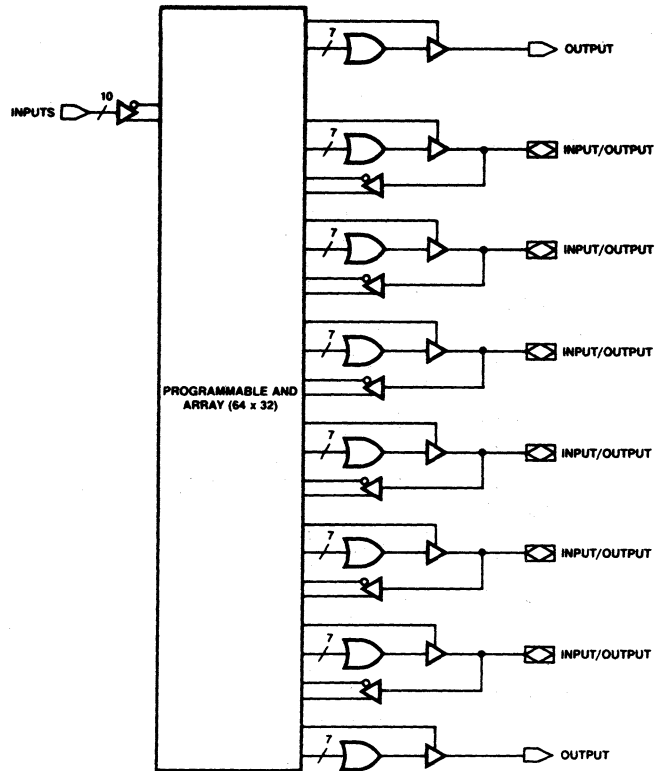 7
OUTPUT
10
INPUTS
7
INPUT/OUTPUT
7
INPUT/OUTPUT
7
INPUT/OUTPUT
PROGRAMMABLE AND
ARRAY (64 x 32)
7
INPUT/OUTPUT
7
INPUT/OUTPUT
7
INPUT/OUTPUT
7
OUTPUT